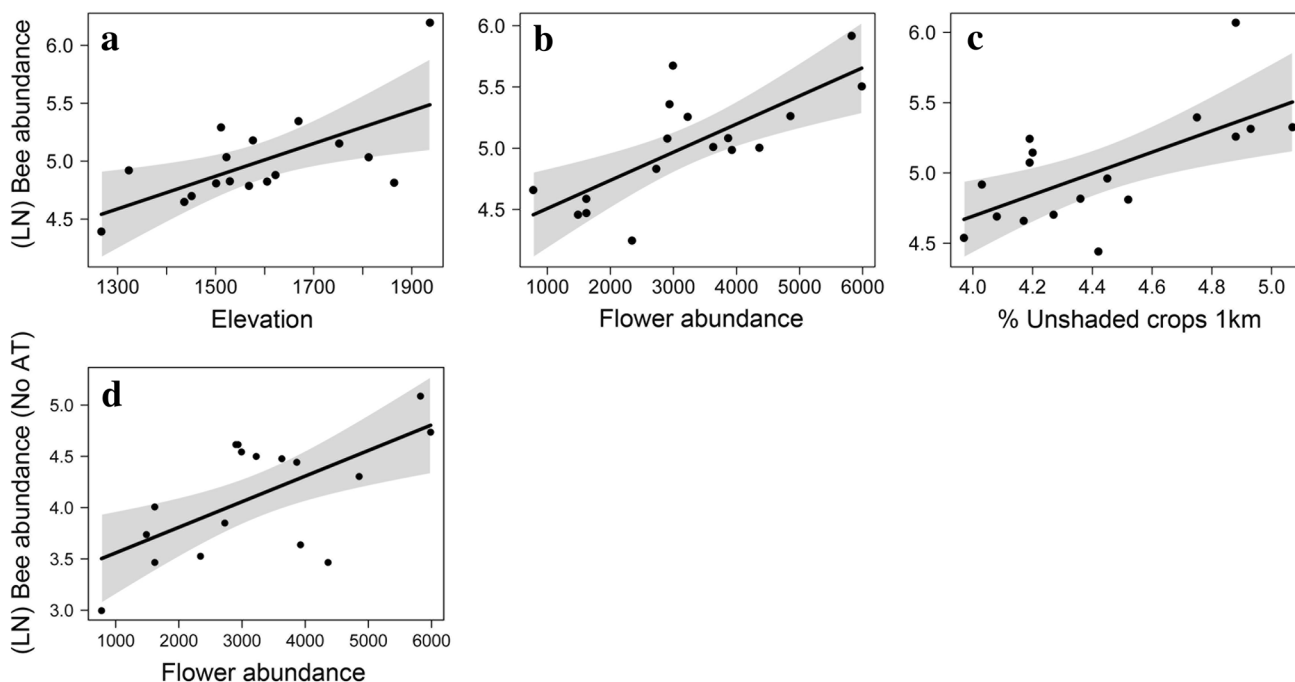 a
(LN) Bee abundance
6.0
5.5
5.0
4.5
1300 1500 1700 1900
Elevation
b
6.0
5.5
5.0
4.5
1000 2000 3000 4000 5000 6000
Flower abundance
c
6.0
5.5
5.0
4.5
4.0 4.2 4.4 4.6 4.8 5.0
% Unshaded crops 1km
d
(LN) Bee abundance (No AT)
5.0
4.5
4.0
3.5
3.0
1000 2000 3000 4000 5000 6000
Flower abundance